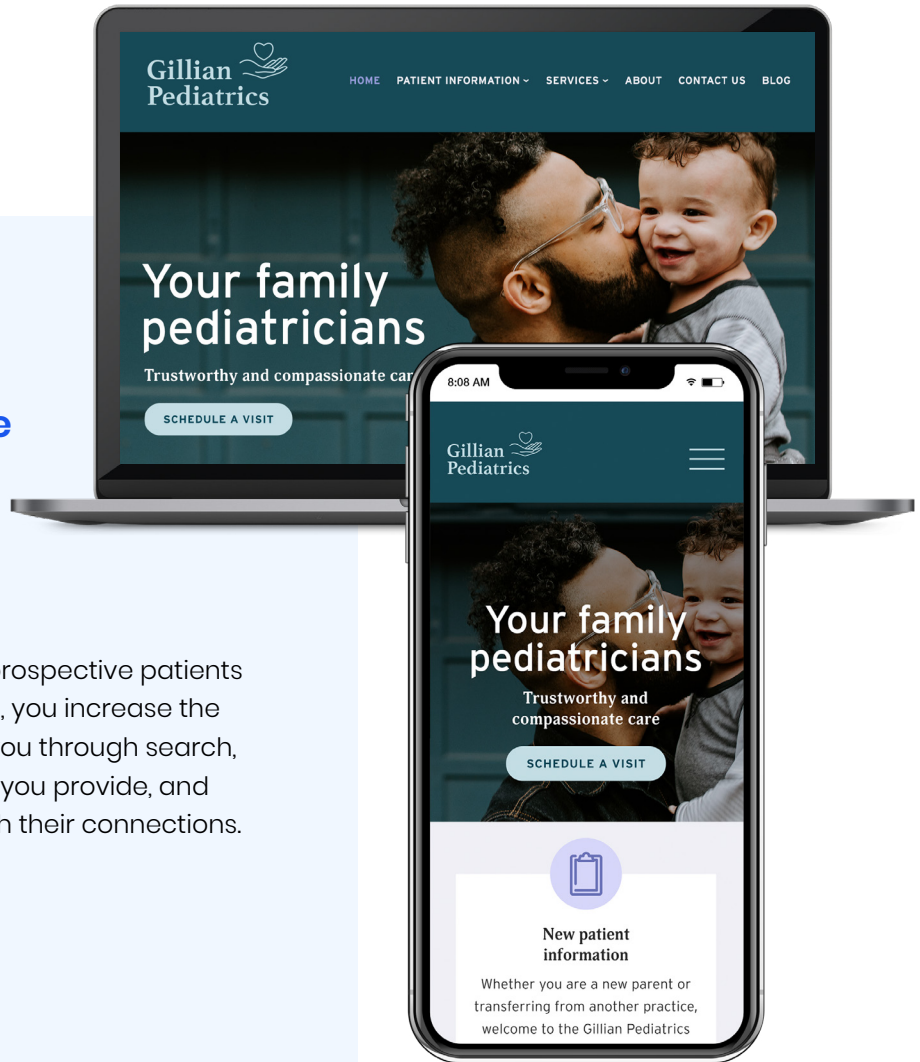 Gillian
Pediatrics
HOME PATIENT INFORMATION SERVICES ABOUT CONTACT US BLOG
Your family
pediatricians
Trustworthy and compassionate
SCHEDULE A VISIT
8:08 AM
Gillian
Pediatrics
Your family
pediatricians
Trustworthy and
compassionate care
SCHEDULE A VISIT
New patient
information
Whether you are a new parent or
transferring from another practice,
welcome to the Gillian Pediatrics
patients
, you increase the
through search,
you provide, and
their connections.